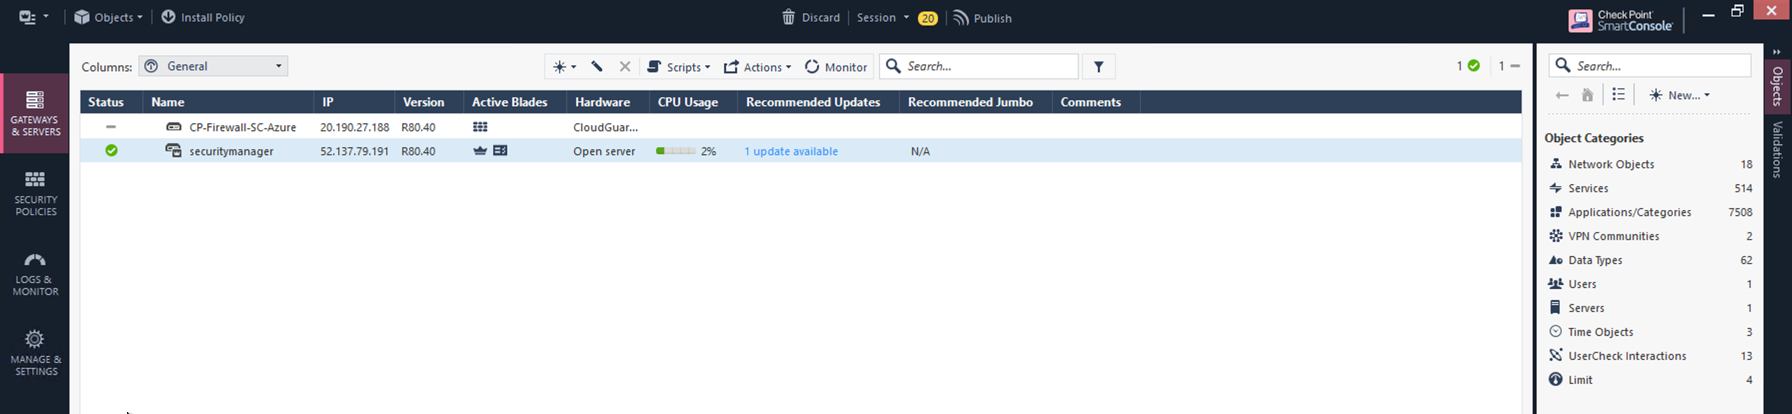 Objects
Install Policy
Discard
Session
20
Publish
Check Point
SmartConsole
Columns:
General
Scripts
Actions
Monitor
Search...
1
1
Search...
New...
Status Name IP Version Active Blades Hardware CPU Usage Recommended Updates Recommended Jumbo Comments
CP-Firewall-SC-Azure 20.190.27.188 R80.40 CloudGuar...
securitymanager 52.137.79.191 R80.40 Open server 2% 1 update available N/A
GATEWAYS
& SERVERS
SECURITY
POLICIES
LOGS &
MONITOR
MANAGE &
SETTINGS
Object Categories
Network Objects 18
Services 514
Applications/Categories 7508
VPN Communities 2
Data Types 62
Users 1
Servers 1
Time Objects 3
UserCheck Interactions 13
Limit 4
Objects
Validations